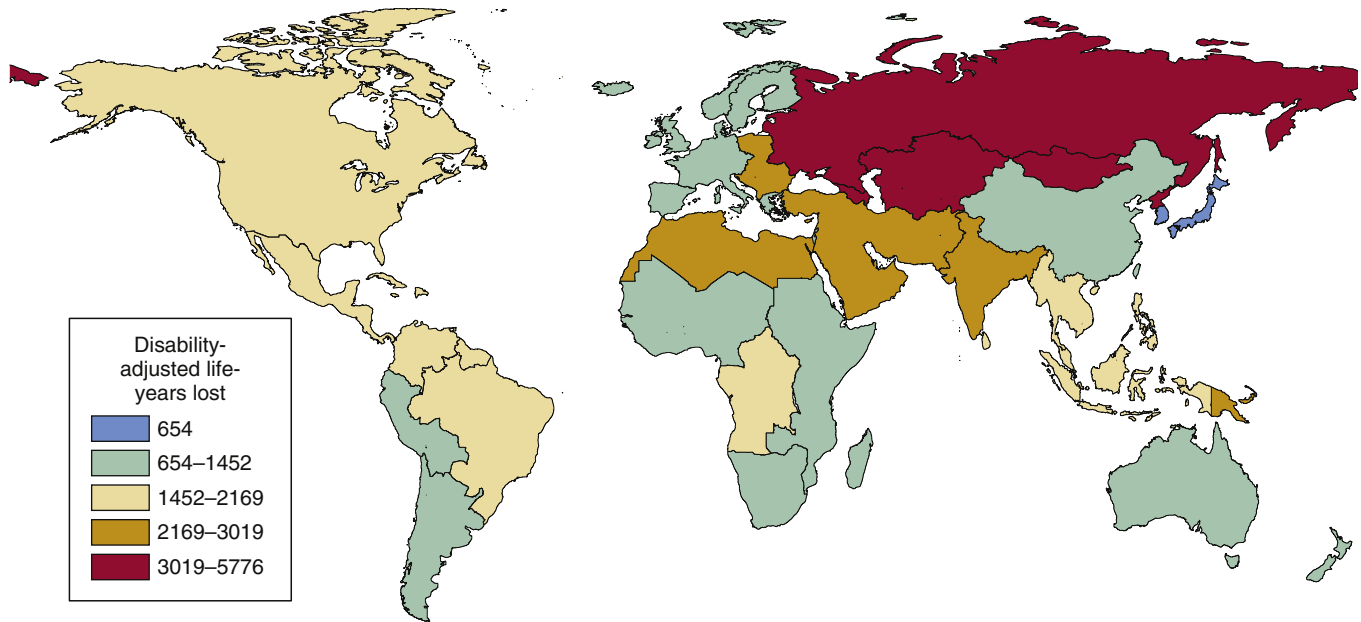 Disability-
adjusted life-
years lost
654
654–1452
1452–2169
2169–3019
3019–5776